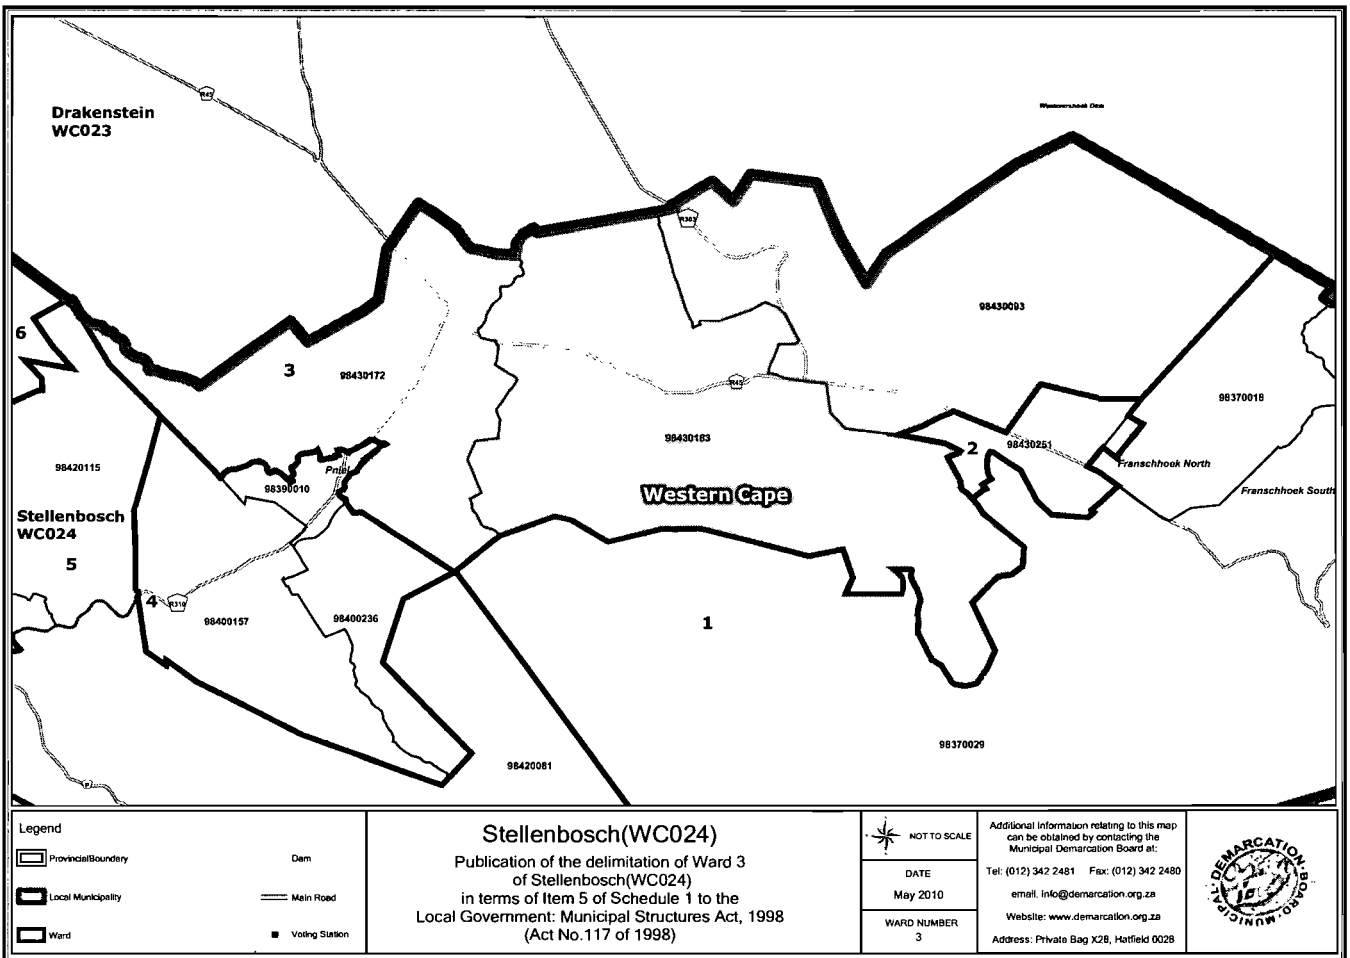 R45
Drakenstein
WC023
R303
6
98430093
3
98430172
R45
98370018
98430183
2
98430251
98420115
Pniel
Franschhoek North
98390010
Western Cape
Franschhoek South
Stellenbosch
WC024
5
4
R310
98400157
98400236
1
98370029
98420081
P
Legend
ProvincialBoundary
Dam
Local Municipality
Main Road
Ward
Voting Station
Stellenbosch(WC024)
Publication of the delimitation of Ward 3
of Stellenbosch(WC024)
in terms of Item 5 of Schedule 1 to the
Local Government: Municipal Structures Act, 1998
(Act No.117 of 1998)
NOT TO SCALE
DATE
May 2010
WARD NUMBER
3
Additional information relating to this map
can be obtained by contacting the
Municipal Demarcation Board at:
Tel: (012) 342 2481 Fax: (012) 342 2480
email. info@demarcation.org.za
Website: www.demarcation.org.za
Address: Private Bag X28, Hatfield 0028
MUNICIPAL DEMARCATION BOARD